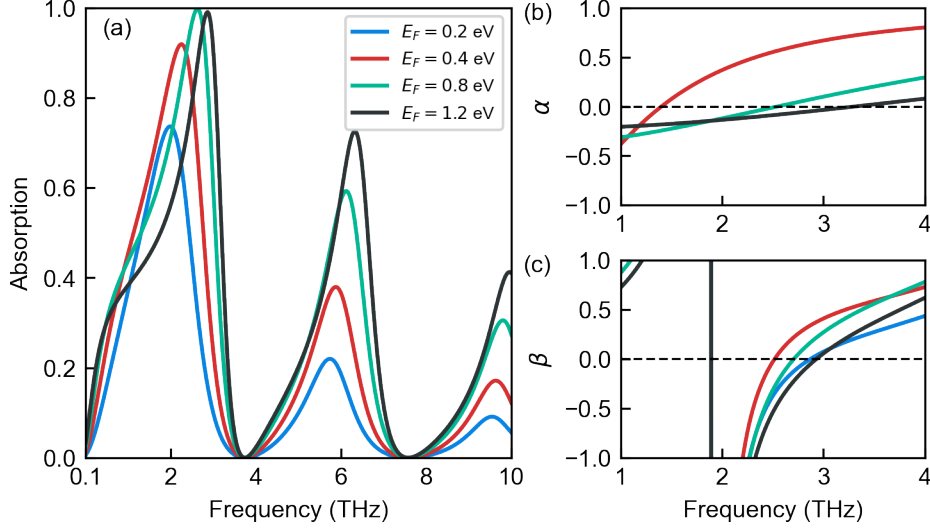 (a)
Absorption
1.0
0.8
0.6
0.4
0.2
0.0
0.1
2
4
6
8
10
Frequency (THz)
E_F = 0.2 eV
E_F = 0.4 eV
E_F = 0.8 eV
E_F = 1.2 eV
(b)
α
1.0
0.5
0.0
−0.5
−1.0
1
2
3
4
(c)
β
1.0
0.5
0.0
−0.5
−1.0
1
2
3
4
Frequency (THz)